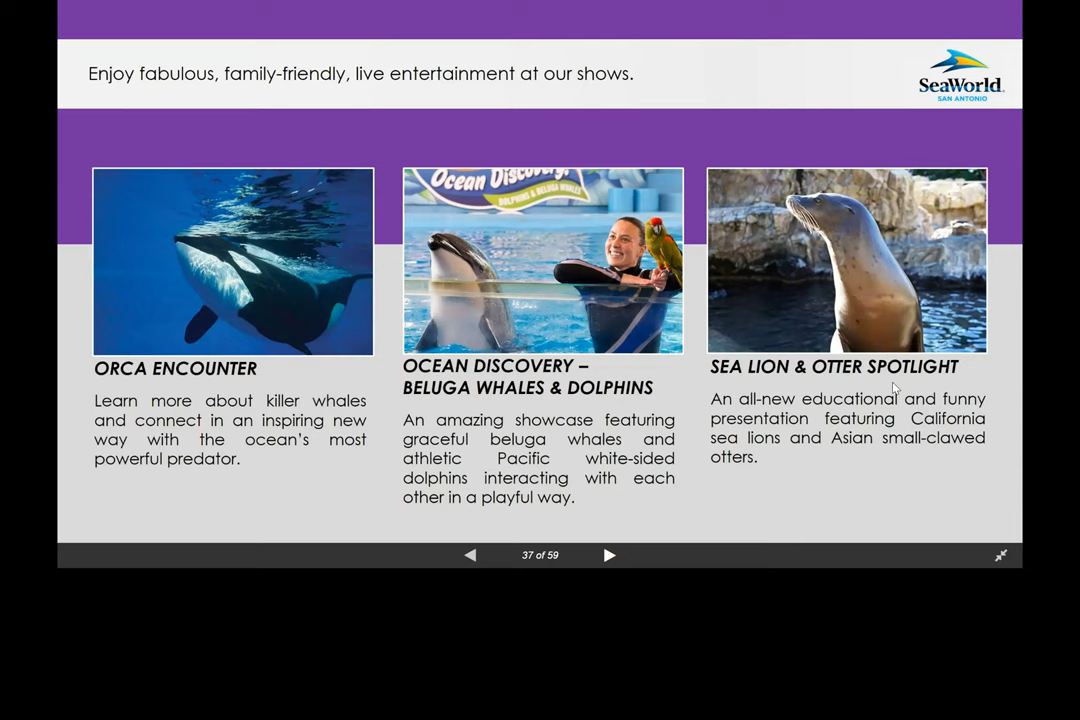 Enjoy fabulous, family-friendly, live entertainment at our shows.
SeaWorld
SAN ANTONIO
Ocean Discovery:
DOLPHINS & BELUGA WHALES
ORCA ENCOUNTER
Learn more about killer whales
and connect in an inspiring new
way with the ocean's most
powerful predator.
OCEAN DISCOVERY –
BELUGA WHALES & DOLPHINS
An amazing showcase featuring
graceful beluga whales and
athletic Pacific white-sided
dolphins interacting with each
other in a playful way.
SEA LION & OTTER SPOTLIGHT
An all-new educational and funny
presentation featuring California
sea lions and Asian small-clawed
otters.
37 of 59